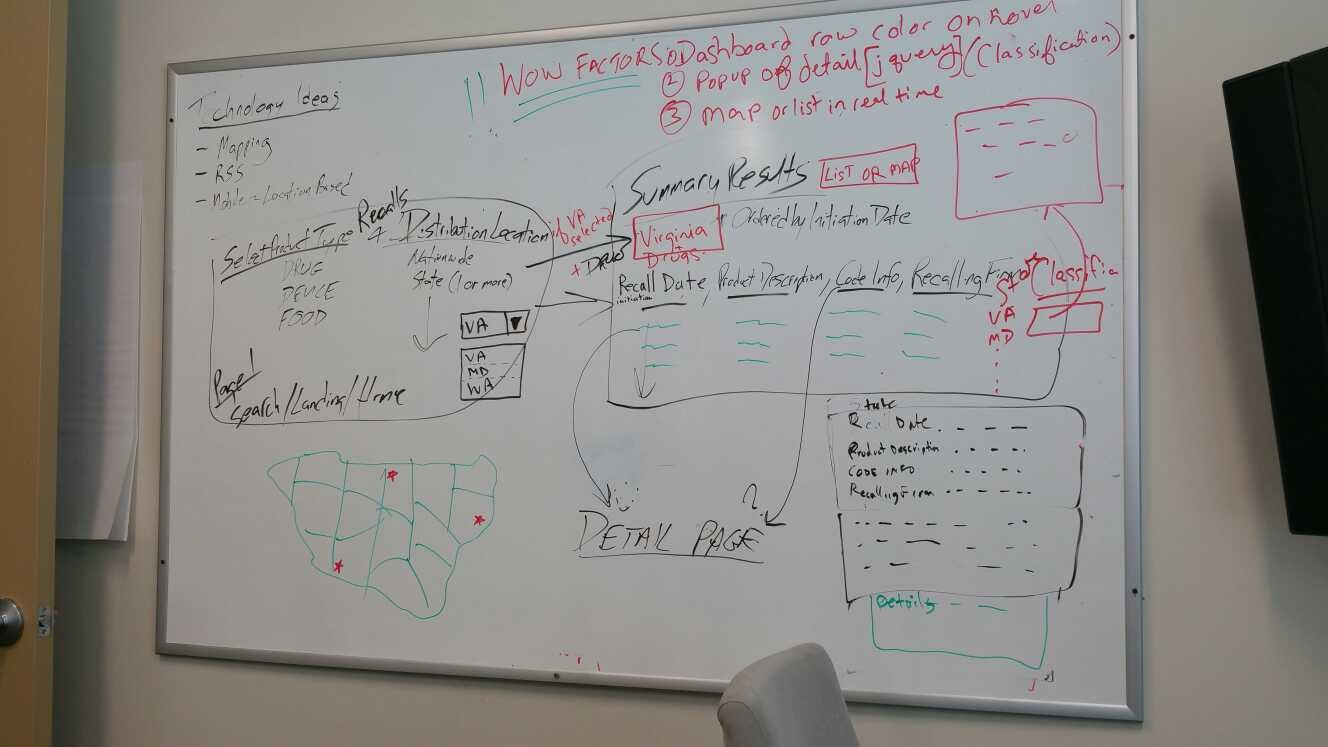 !! WOW FACTORS ① Dashboard raw color on hover
② Popup of detail [jquery] (Classification)
③ Map or list in real time
Technology Ideas
- Mapping
- RSS
- Mobile - Location Based
Recalls
Select Product Type + Distribution Location
DRUG
DEVICE
FOOD
Nationwide
State (1 or more)
VA ▼
VA
MD
WA
Page 1
Search/Landing/Home
if VA selected
+ DRUG
Summary Results
LIST OR MAP
Virginia
+
Drugs
Ordered by Initiation Date
Recall Date, Product Description, Code Info, Recalling Firm
initiation
Classifica
ST
VA
MD
DETAIL PAGE
?
State
Recall Date
Product Description
CODE INFO
Recalling Firm
Details